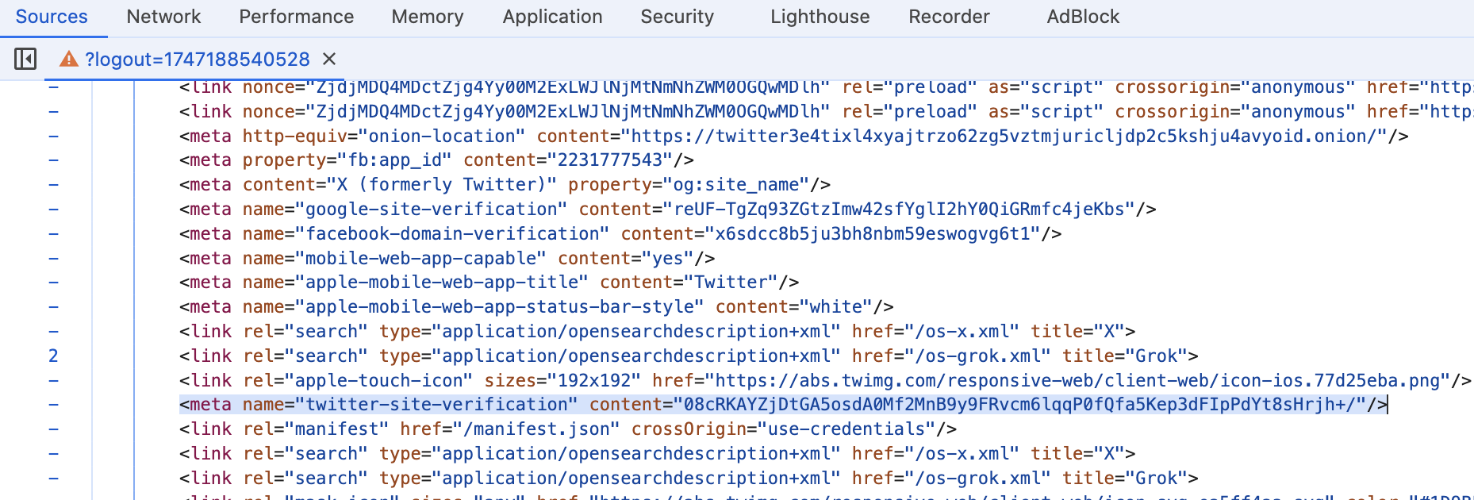 Sources Network Performance Memory Application Security Lighthouse Recorder AdBlock
?logout=1747188540528 ×
<link nonce="ZjdjMDQ4MDctZjg4Yy00M2ExLWJlNjMtNmNhZWM0OGQwMDlh" rel="preload" as="script" crossorigin="anonymous" href="http
<link nonce="ZjdjMDQ4MDctZjg4Yy00M2ExLWJlNjMtNmNhZWM0OGQwMDlh" rel="preload" as="script" crossorigin="anonymous" href="http
<meta http-equiv="onion-location" content="https://twitter3e4tixl4xyajtrzo62zg5vztmjuricljdp2c5kshju4avyoid.onion/"/>
<meta property="fb:app_id" content="2231777543"/>
<meta content="X (formerly Twitter)" property="og:site_name"/>
<meta name="google-site-verification" content="reUF-TgZq93ZGtzImw42sfYglI2hY0QiGRmfc4jeKbs"/>
<meta name="facebook-domain-verification" content="x6sdcc8b5ju3bh8nbm59eswogvg6t1"/>
<meta name="mobile-web-app-capable" content="yes"/>
<meta name="apple-mobile-web-app-title" content="Twitter"/>
<meta name="apple-mobile-web-app-status-bar-style" content="white"/>
<link rel="search" type="application/opensearchdescription+xml" href="/os-x.xml" title="X">
2 <link rel="search" type="application/opensearchdescription+xml" href="/os-grok.xml" title="Grok">
<link rel="apple-touch-icon" sizes="192x192" href="https://abs.twimg.com/responsive-web/client-web/icon-ios.77d25eba.png"/>
<meta name="twitter-site-verification" content="08cRKAYZjDtGA5osdA0Mf2MnB9y9FRvcm6lqqP0fQfa5Kep3dFIpPdYt8sHrjh+/"/>
<link rel="manifest" href="/manifest.json" crossOrigin="use-credentials"/>
<link rel="search" type="application/opensearchdescription+xml" href="/os-x.xml" title="X">
<link rel="search" type="application/opensearchdescription+xml" href="/os-grok.xml" title="Grok">